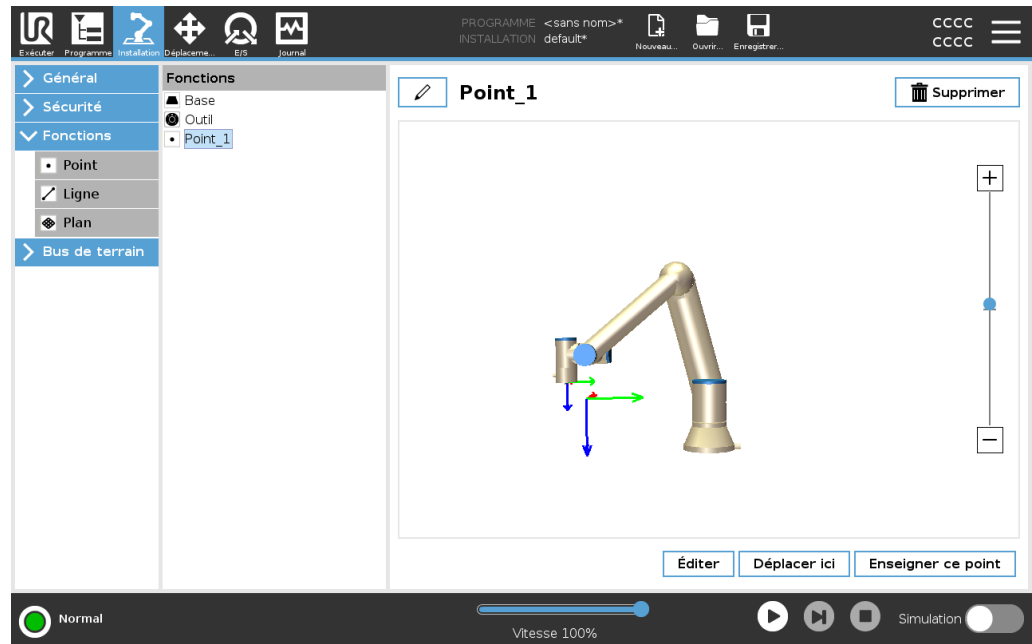 PROGRAMME <sans nom>*
INSTALLATION default*
CCCC
CCCC
Exécuter Programme Installation Déplaceme... E/S Journal
Nouveau... Ouvrir... Enregistrer...
Général
Sécurité
Fonctions
Point
Ligne
Plan
Bus de terrain
Fonctions
Base
Outil
Point_1
Point_1
Supprimer
Éditer
Déplacer ici
Enseigner ce point
Normal
Vitesse 100%
Simulation